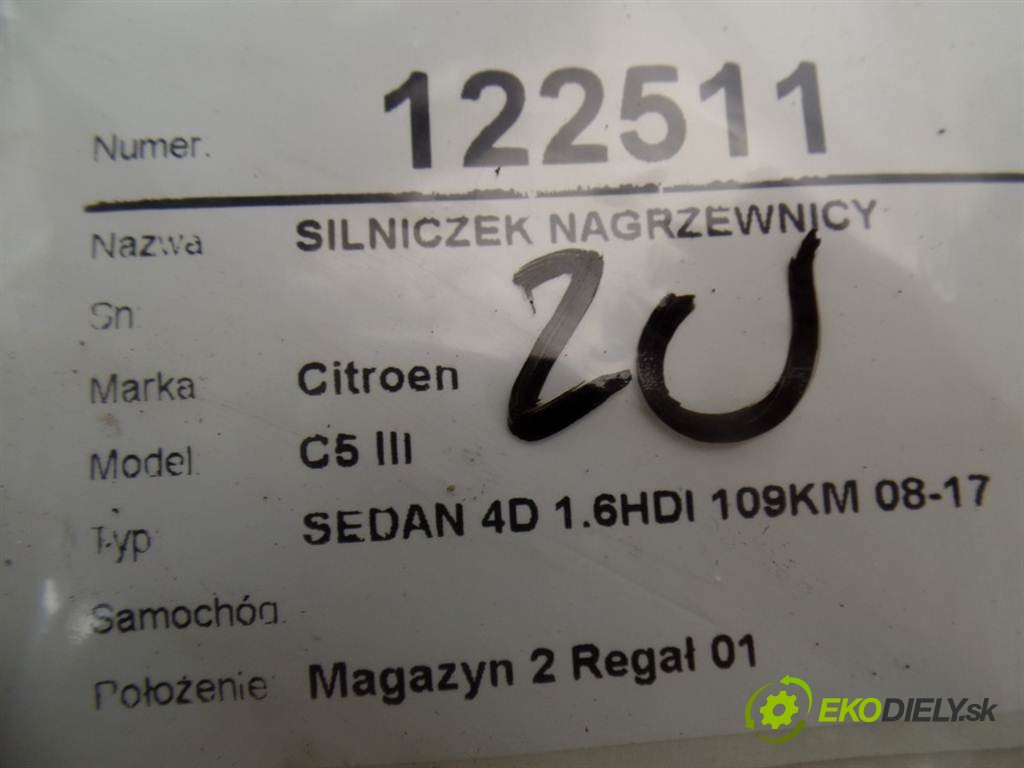 Numer: 122511
Nazwa SILNICZEK NAGRZEWNICY
Sn:
20
Marka: Citroen
Model: C5 III
Typ SEDAN 4D 1.6HDI 109KM 08-17
Samochód:
Położenie: Magazyn 2 Regał 01
EKODIELY.sk